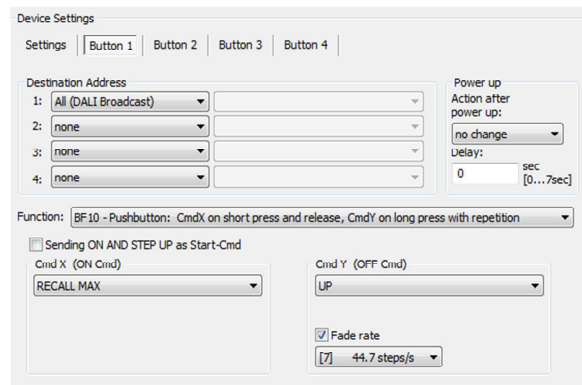 Device Settings
Settings Button 1 Button 2 Button 3 Button 4
Destination Address
1: All (DALI Broadcast)
2: none
3: none
4: none
Power up
Action after
power up:
no change
Delay:
0 sec
[0...7sec]
Function: BF10 - Pushbutton: CmdX on short press and release, CmdY on long press with repetition
Sending ON AND STEP UP as Start-Cmd
Cmd X (ON Cmd)
RECALL MAX
Cmd Y (OFF Cmd)
UP
Fade rate
[7] 44.7 steps/s